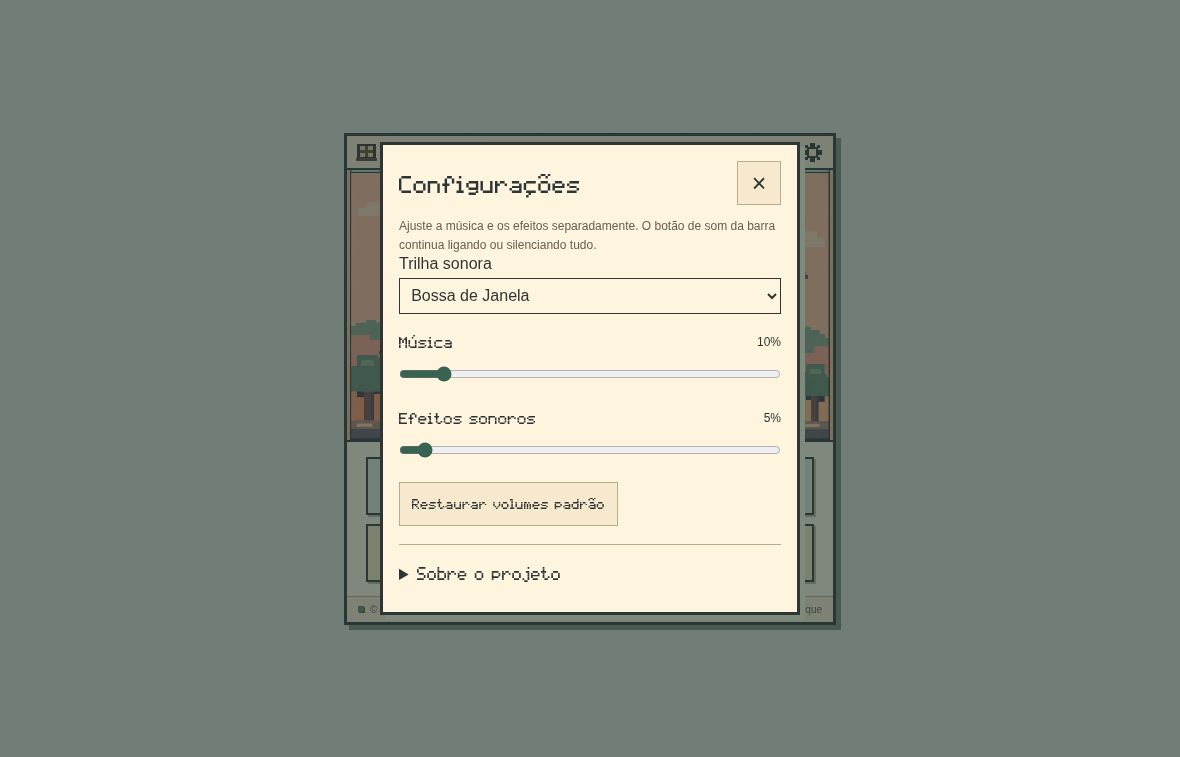 Configurações
×
Ajuste a música e os efeitos separadamente. O botão de som da barra
continua ligando ou silenciando tudo.
Trilha sonora
Bossa de Janela
Música 10%
Efeitos sonoros 5%
Restaurar volumes padrão
Sobre o projeto
© que